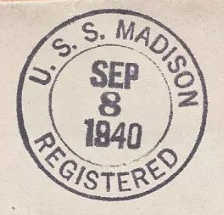 U. S. S. MADISON
SEP
8
1940
REGISTERED